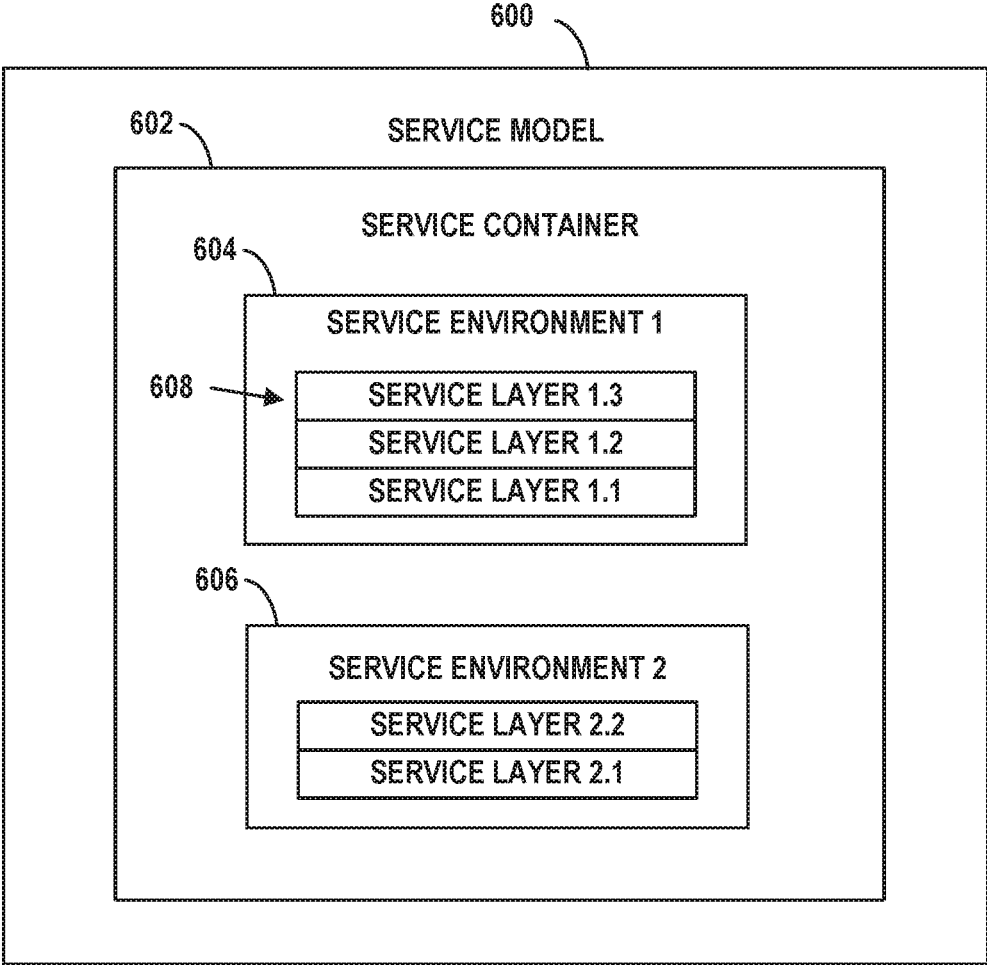 600
602
SERVICE MODEL
SERVICE CONTAINER
604
SERVICE ENVIRONMENT 1
608
SERVICE LAYER 1.3
SERVICE LAYER 1.2
SERVICE LAYER 1.1
606
SERVICE ENVIRONMENT 2
SERVICE LAYER 2.2
SERVICE LAYER 2.1